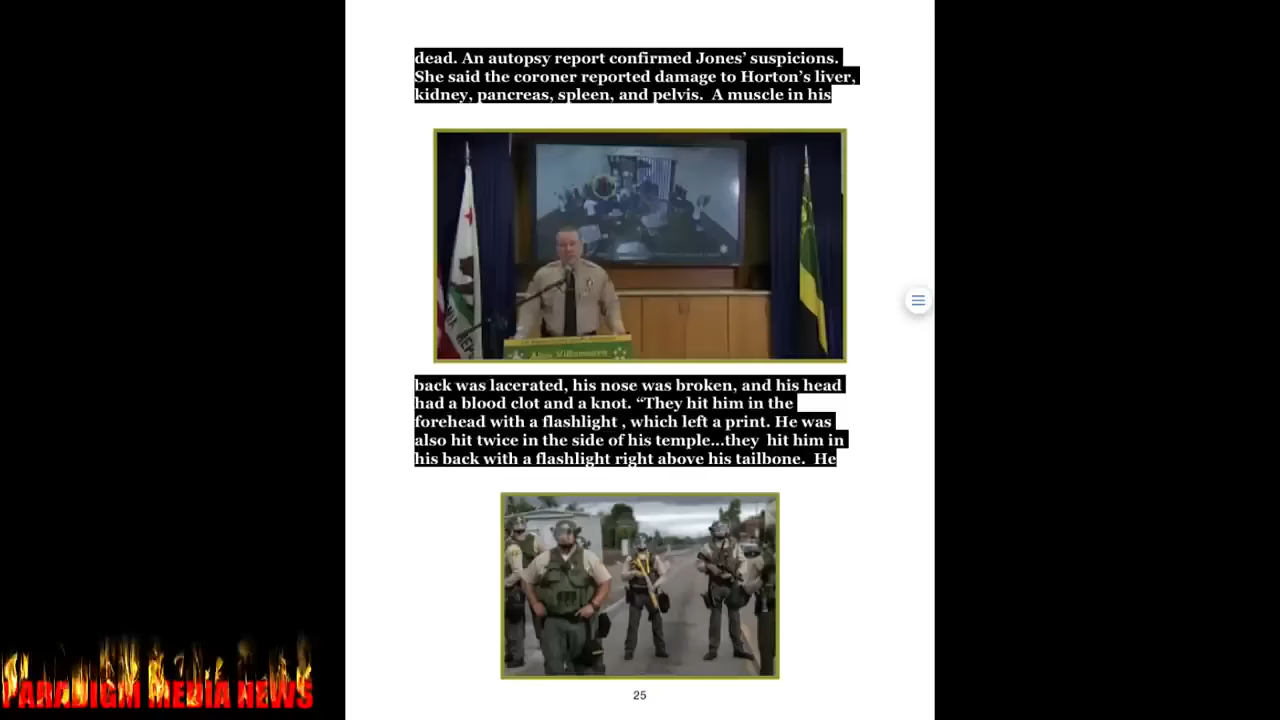 dead. An autopsy report confirmed Jones’ suspicions.
She said the coroner reported damage to Horton’s liver,
kidney, pancreas, spleen, and pelvis.  A muscle in his
Alex Villanueva
back was lacerated, his nose was broken, and his head
had a blood clot and a knot. “They hit him in the
forehead with a flashlight , which left a print. He was
also hit twice in the side of his temple...they  hit him in
his back with a flashlight right above his tailbone.  He
25
PARADIGM MEDIA NEWS